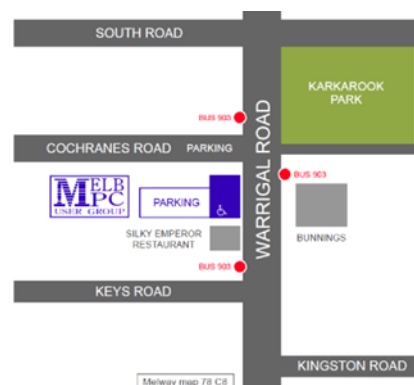 SOUTH ROAD
KARKAROOK
PARK
BUS 903
WARRIGAL ROAD
COCHRANES ROAD
PARKING
BUS 903
MELB
PC
USER GROUP
PARKING
SILKY EMPEROR
RESTAURANT
BUNNINGS
BUS 903
KEYS ROAD
KINGSTON ROAD
Melway map 78 C8